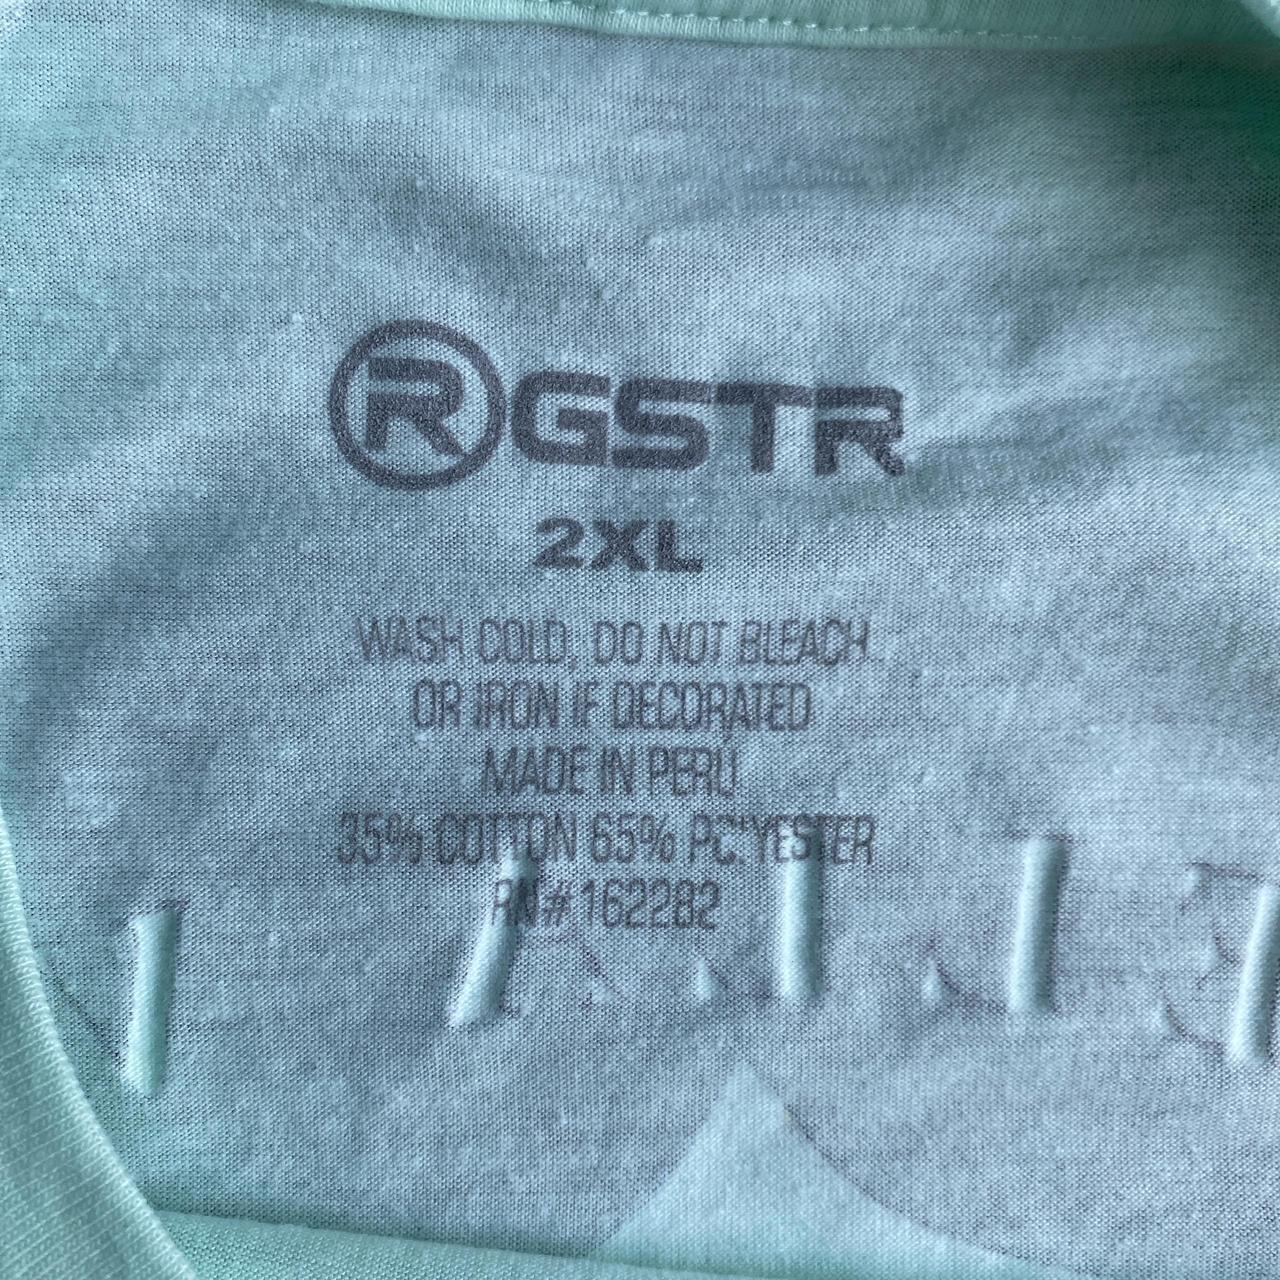 RGSTR
2XL
WASH COLD, DO NOT BLEACH
OR IRON IF DECORATED
MADE IN PERU
35% COTTON 65% POLYESTER
RN#162282